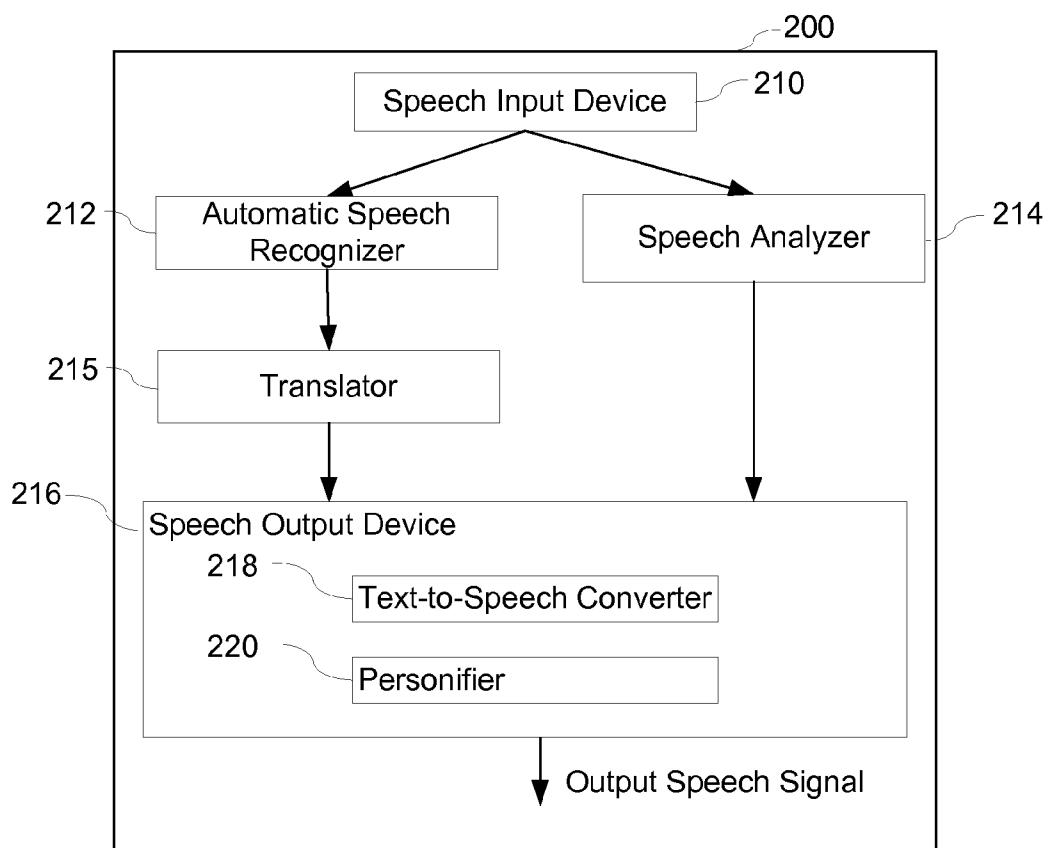 200
Speech Input Device
210
212
Automatic Speech
Recognizer
Speech Analyzer
214
215
Translator
216
Speech Output Device
218
Text-to-Speech Converter
220
Personifier
Output Speech Signal